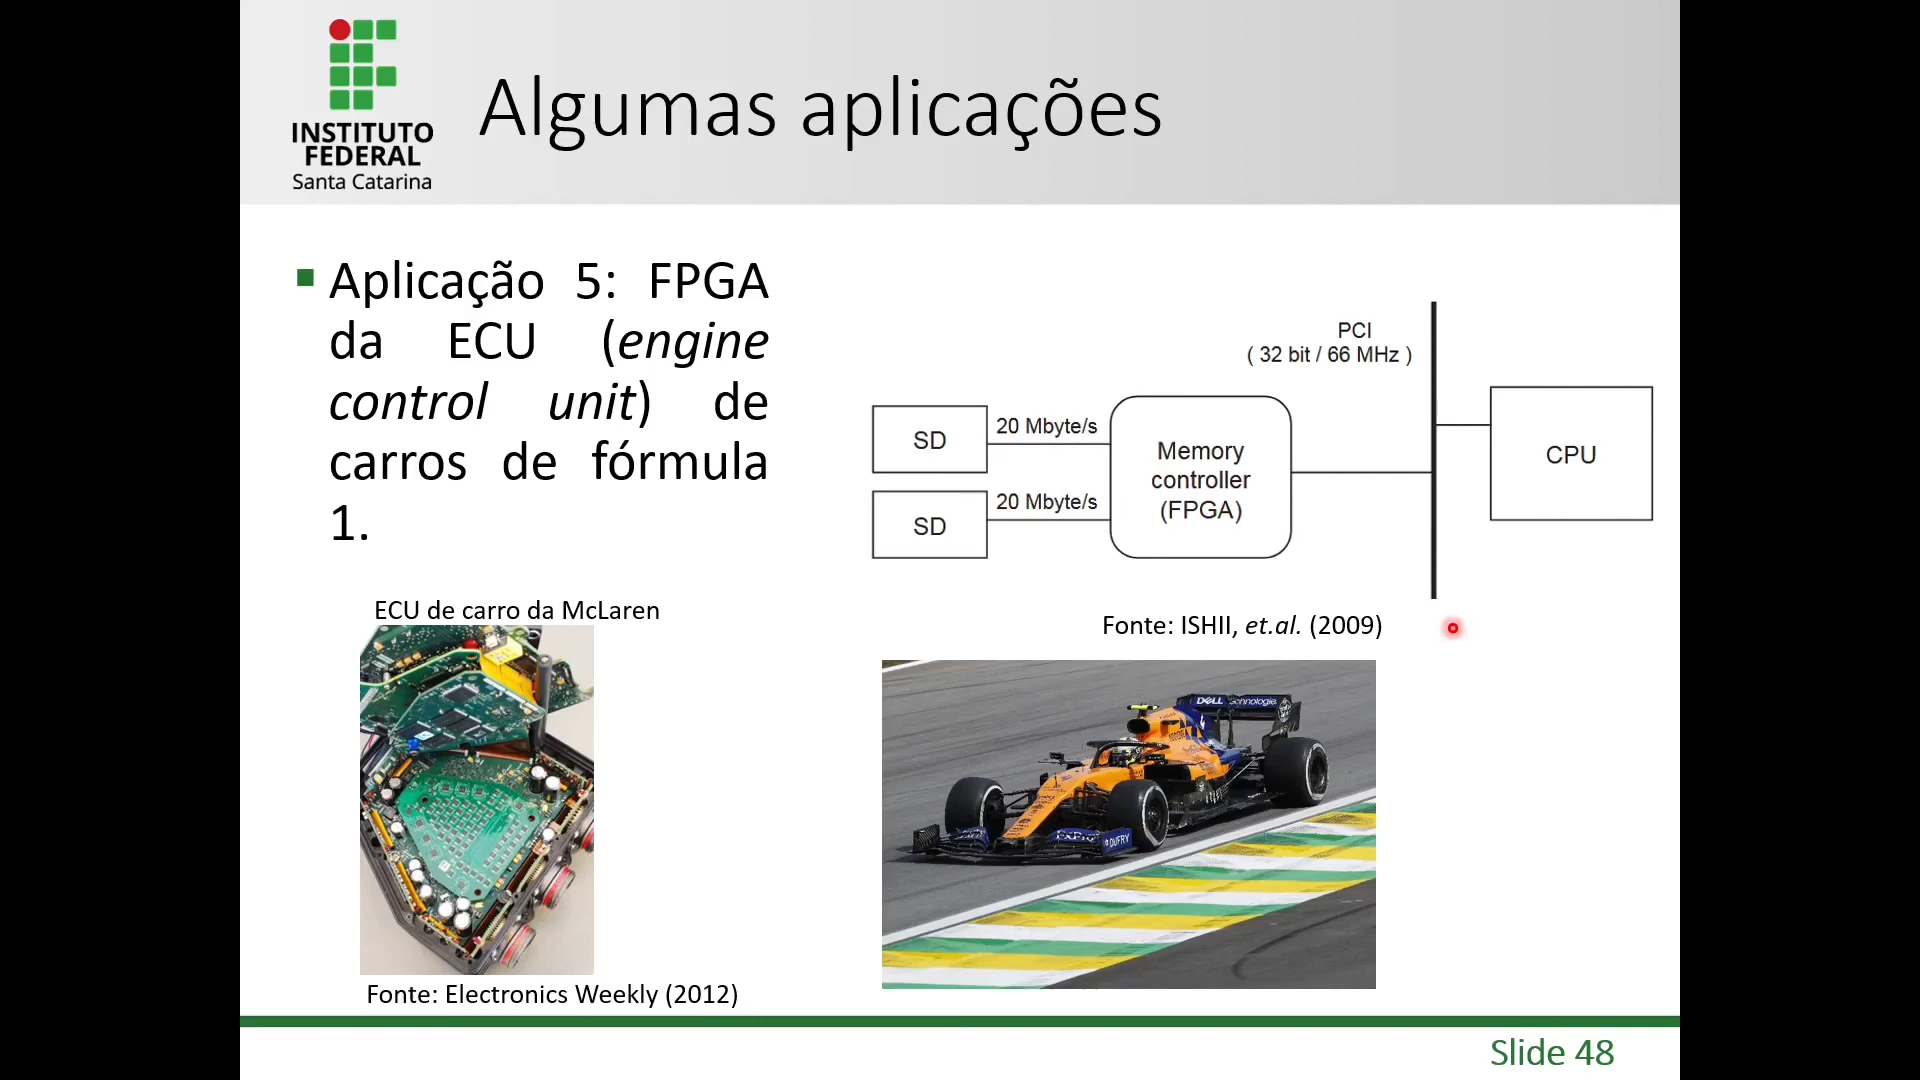 INSTITUTO
FEDERAL
Santa Catarina
Algumas aplicações
Aplicação 5: FPGA
da ECU (engine
control unit) de
carros de fórmula
1.
PCI
( 32 bit / 66 MHz )
SD
20 Mbyte/s
SD
20 Mbyte/s
Memory
controller
(FPGA)
CPU
Fonte: ISHII, et.al. (2009)
ECU de carro da McLaren
DELL
DUFRY
Fonte: Electronics Weekly (2012)
Slide 48